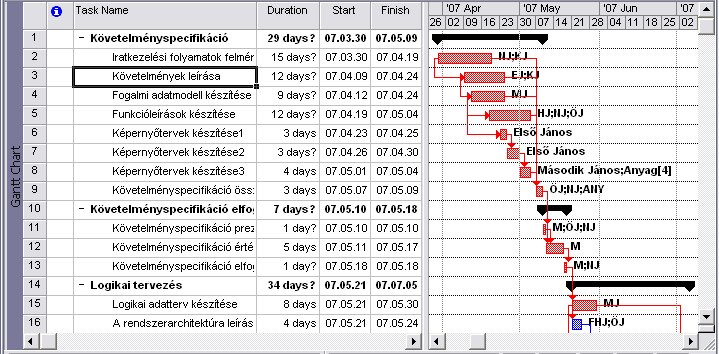 Task Name Duration Start Finish '07 Apr '07 May '07 Jun '07
26 02 09 16 23 30 07 14 21 28 04 11 18 25 02
1 − Követelményspecifikáció 29 days? 07.03.30 07.05.09
2 Iratkezelési folyamatok felmér 15 days? 07.03.30 07.04.19 NJ;KJ
3 Követelmények leírása 12 days? 07.04.09 07.04.24 EJ;KJ
4 Fogalmi adatmodell készítése 9 days? 07.04.12 07.04.24 MJ
5 Funkcióleírások készítése 12 days? 07.04.19 07.05.04 HJ;NJ;ÖJ
6 Képernyőtervek készítése1 3 days 07.04.23 07.04.25 Első János
7 Képernyőtervek készítése2 3 days 07.04.26 07.04.30 Első János
8 Képernyőtervek készítése3 4 days 07.05.01 07.05.04 Második János;Anyag[4]
9 Követelményspecifikáció össz 3 days 07.05.07 07.05.09 ÖJ;NJ;ANY
10 − Követelményspecifikáció elfog 7 days? 07.05.10 07.05.18
11 Követelményspecifikáció prez 1 day? 07.05.10 07.05.10 M;ÖJ;NJ
12 Követelményspecifikáció érté 5 days 07.05.11 07.05.17 M
13 Követelményspecifikáció elfog 1 day? 07.05.18 07.05.18 M;NJ
14 − Logikai tervezés 34 days? 07.05.21 07.07.05
15 Logikai adatterv készítése 8 days 07.05.21 07.05.30 MJ
16 A rendszerarchitektúra leírás 4 days 07.05.21 07.05.24 FHJ;ÖJ
Gantt Chart